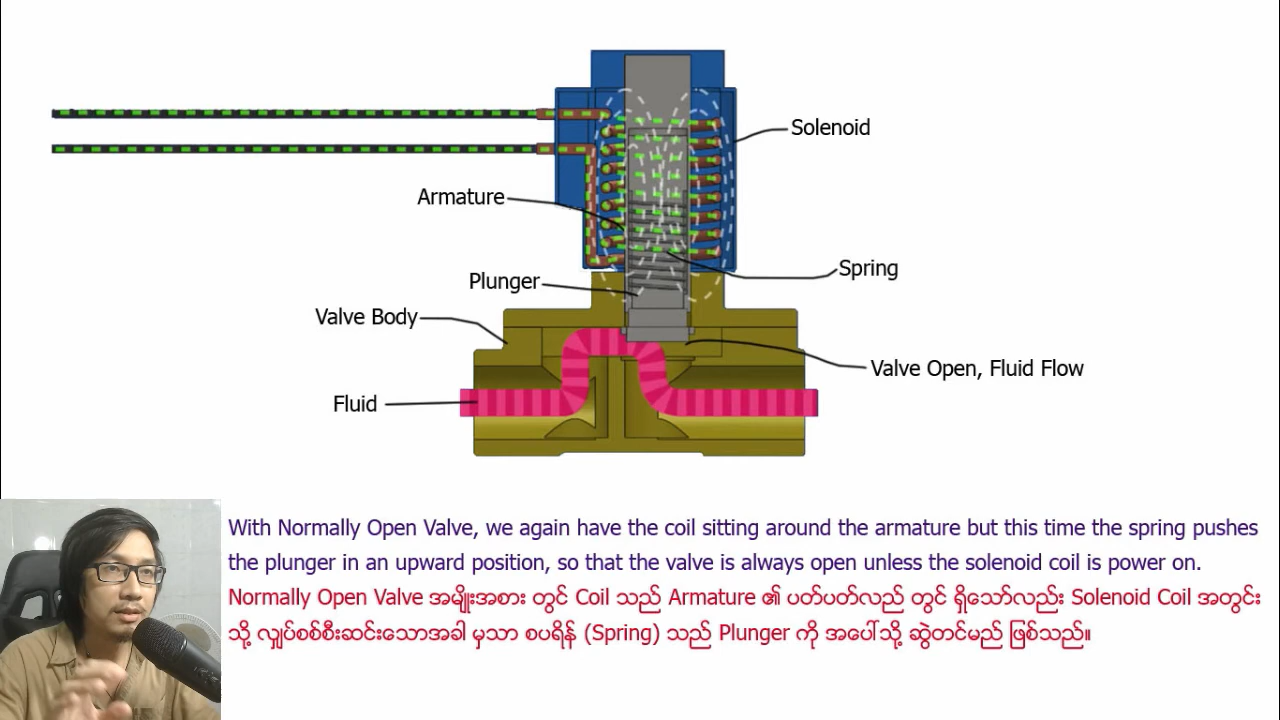 Solenoid
Armature
Spring
Plunger
Valve Body
Valve Open, Fluid Flow
Fluid
With Normally Open Valve, we again have the coil sitting around the armature but this time the spring pushes
the plunger in an upward position, so that the valve is always open unless the solenoid coil is power on.
Normally Open Valve အမျိုးအစား တွင် Coil သည် Armature ၏ ပတ်ပတ်လည် တွင် ရှိသော်လည်း Solenoid Coil အတွင်း
သို့ လျှပ်စစ်စီးဆင်းသောအခါ မှသာ စပရိန် (Spring) သည် Plunger ကို အပေါ်သို့ ဆွဲတင်မည် ဖြစ်သည်။